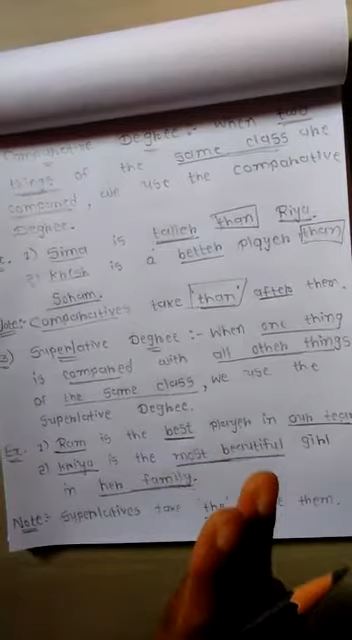 Comparative Degree :- When two
things of the same class are
compared, we use the comparative
Degree.
1) Sima is taller than Riya.
2) Kresh is a better player than
Soham.
Note:- Comparatives take 'than' after them.
3) Superlative Degree :- When one thing
is compared with all other things
of the same class, we use the
superlative Degree.
Ex. 1) Ram is the best player in our team
2) kriya is the most beautiful girl
in her family.
Note:- superlatives take them.